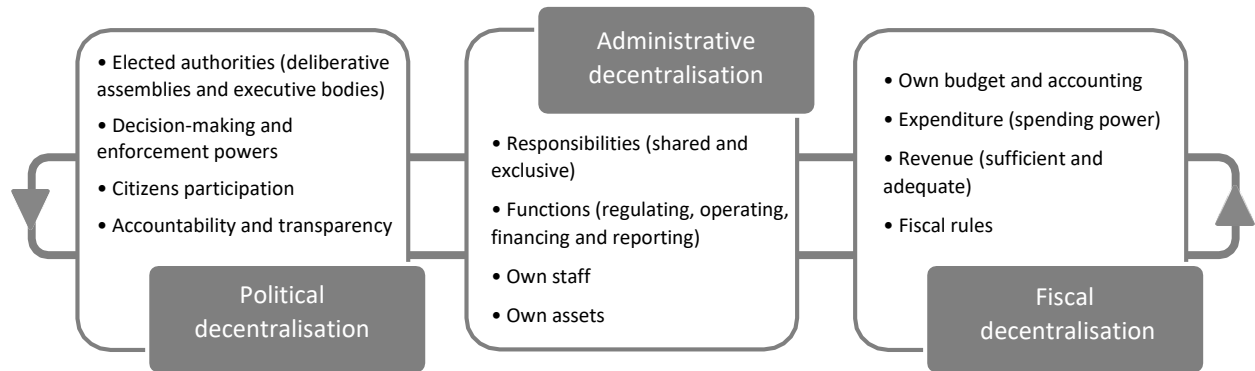 • Elected authorities (deliberative
assemblies and executive bodies)
• Decision-making and
enforcement powers
• Citizens participation
• Accountability and transparency
Political
decentralisation
Administrative
decentralisation
• Responsibilities (shared and
exclusive)
• Functions (regulating, operating,
financing and reporting)
• Own staff
• Own assets
• Own budget and accounting
• Expenditure (spending power)
• Revenue (sufficient and
adequate)
• Fiscal rules
Fiscal
decentralisation